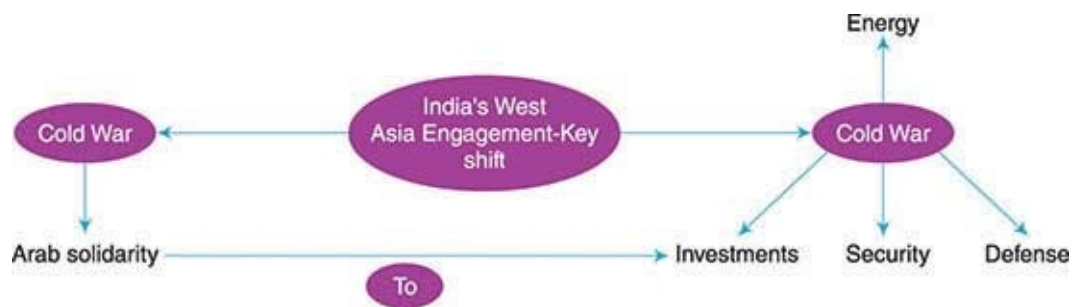 Energy
India's West
Asia Engagement-Key
shift
Cold War
Cold War
Arab solidarity
Investments
Security
Defense
To